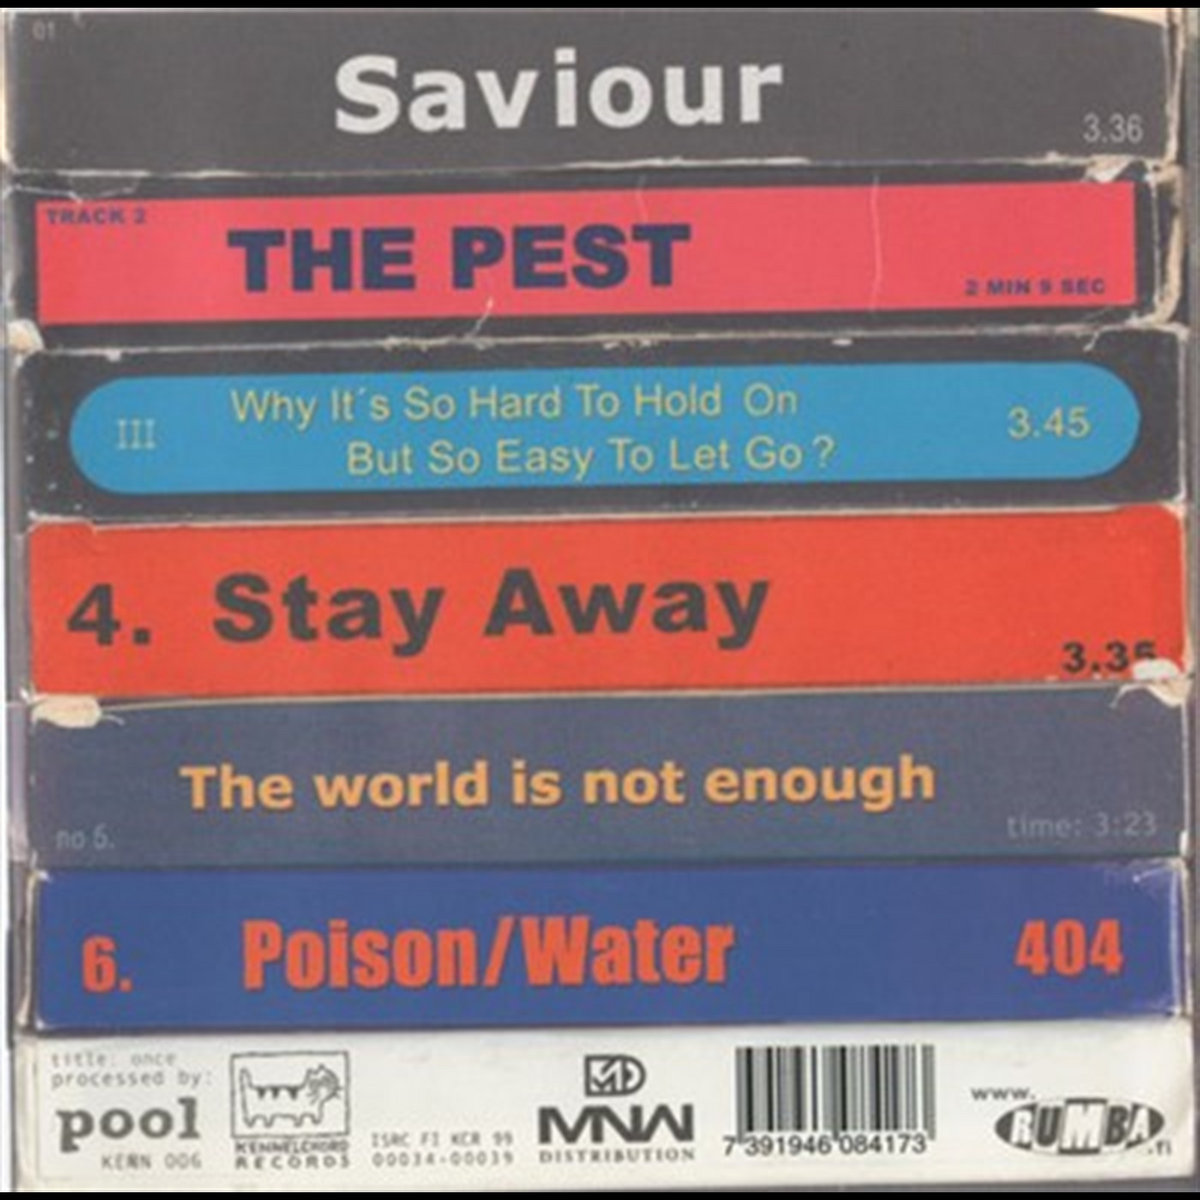 01
Saviour
3.36
TRACK 2
THE PEST
2 MIN 9 SEC
III
Why It´s So Hard To Hold On
But So Easy To Let Go ?
3.45
4. Stay Away
3.35
The world is not enough
no 5.
time: 3:23
6. Poison/Water 404
title: once
processed by:
pool
KERN 006
KENNELCHORD
RECORDS
ISRC FI KCR 99
00034-00039
MNW
DISTRIBUTION
7 391946 084173
www.
RUMBA
.fi